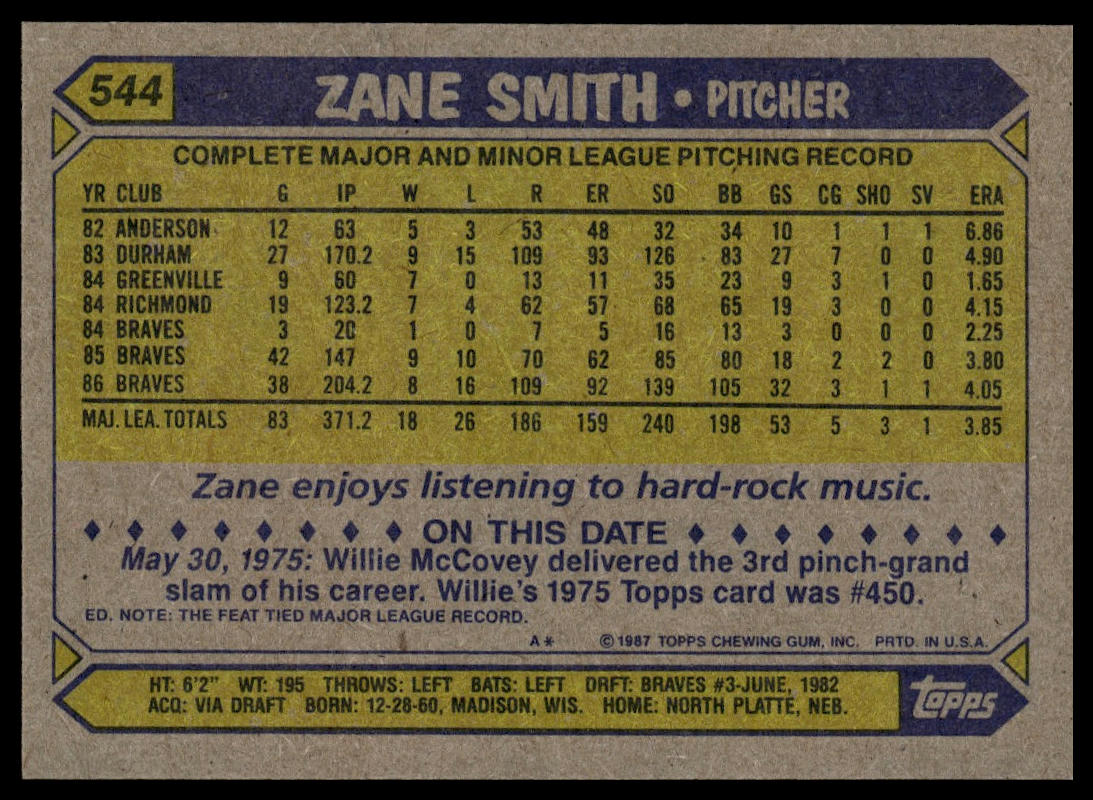 544 ZANE SMITH • PITCHER
COMPLETE MAJOR AND MINOR LEAGUE PITCHING RECORD
YR CLUB G IP W L R ER SO BB GS CG SHO SV ERA
82 ANDERSON 12 63 5 3 53 48 32 34 10 1 1 1 6.86
83 DURHAM 27 170.2 9 15 109 93 126 83 27 7 0 0 4.90
84 GREENVILLE 9 60 7 0 13 11 35 23 9 3 1 0 1.65
84 RICHMOND 19 123.2 7 4 62 57 68 65 19 3 0 0 4.15
84 BRAVES 3 20 1 0 7 5 16 13 3 0 0 0 2.25
85 BRAVES 42 147 9 10 70 62 85 80 18 2 2 0 3.80
86 BRAVES 38 204.2 8 16 109 92 139 105 32 3 1 1 4.05
MAJ. LEA. TOTALS 83 371.2 18 26 186 159 240 198 53 5 3 1 3.85
Zane enjoys listening to hard-rock music.
ON THIS DATE
May 30, 1975: Willie McCovey delivered the 3rd pinch-grand
slam of his career. Willie's 1975 Topps card was #450.
ED. NOTE: THE FEAT TIED MAJOR LEAGUE RECORD.
A* © 1987 TOPPS CHEWING GUM, INC. PRTD. IN U.S.A.
HT: 6'2" WT: 195 THROWS: LEFT BATS: LEFT DRFT: BRAVES #3-JUNE, 1982
ACQ: VIA DRAFT BORN: 12-28-60, MADISON, WIS. HOME: NORTH PLATTE, NEB.
Topps